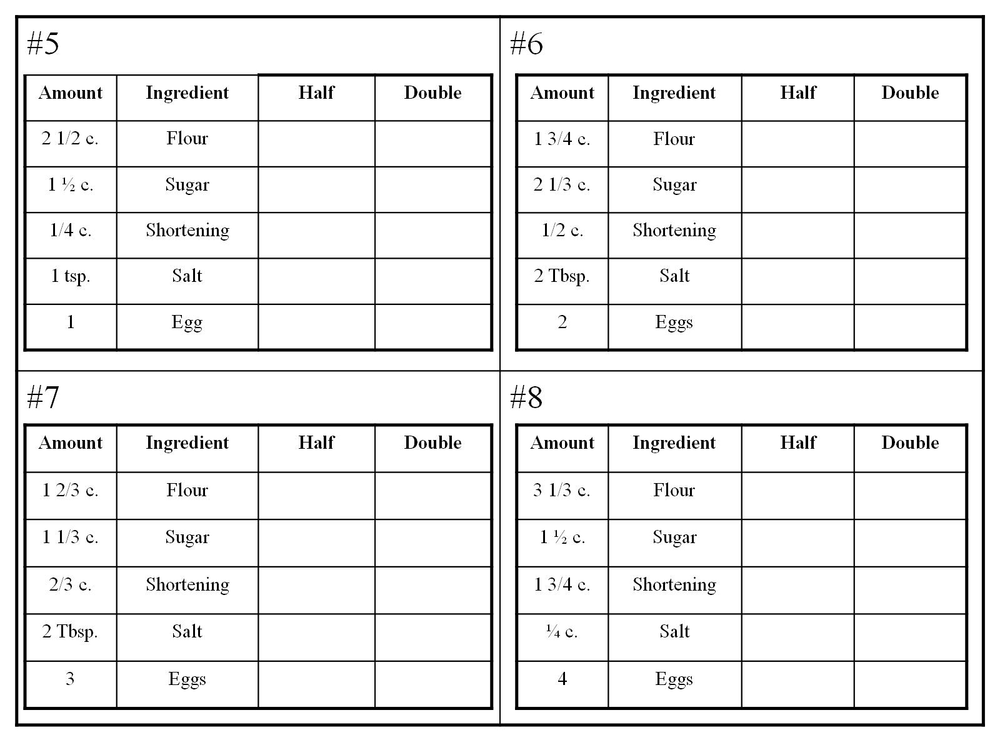 #5
Amount Ingredient Half Double
2 1/2 c. Flour
1 ½ c. Sugar
1/4 c. Shortening
1 tsp. Salt
1 Egg
#6
Amount Ingredient Half Double
1 3/4 c. Flour
2 1/3 c. Sugar
1/2 c. Shortening
2 Tbsp. Salt
2 Eggs
#7
Amount Ingredient Half Double
1 2/3 c. Flour
1 1/3 c. Sugar
2/3 c. Shortening
2 Tbsp. Salt
3 Eggs
#8
Amount Ingredient Half Double
3 1/3 c. Flour
1 ½ c. Sugar
1 3/4 c. Shortening
¼ c. Salt
4 Eggs